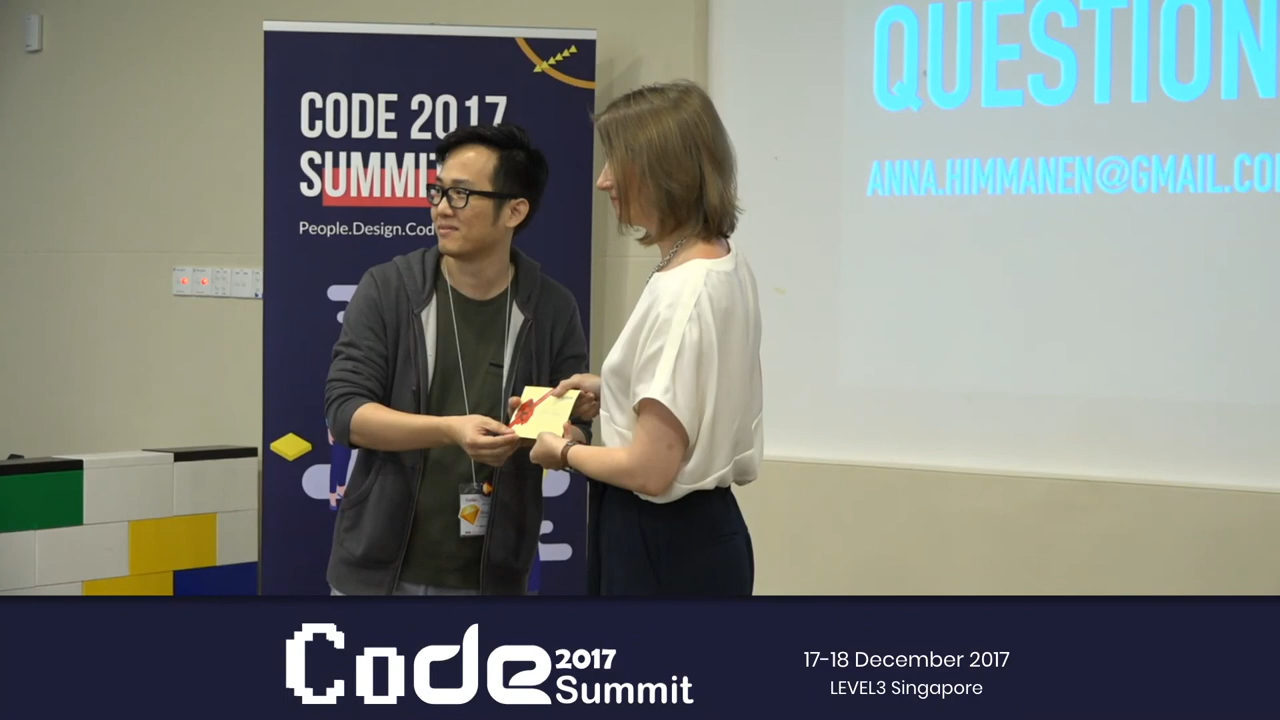 CODE 2017
SUMMI
People.Design.Cod
QUESTION
ANNA.HIMMANEN@GMAIL.CO
Code 2017
Summit
17-18 December 2017
LEVEL3 Singapore